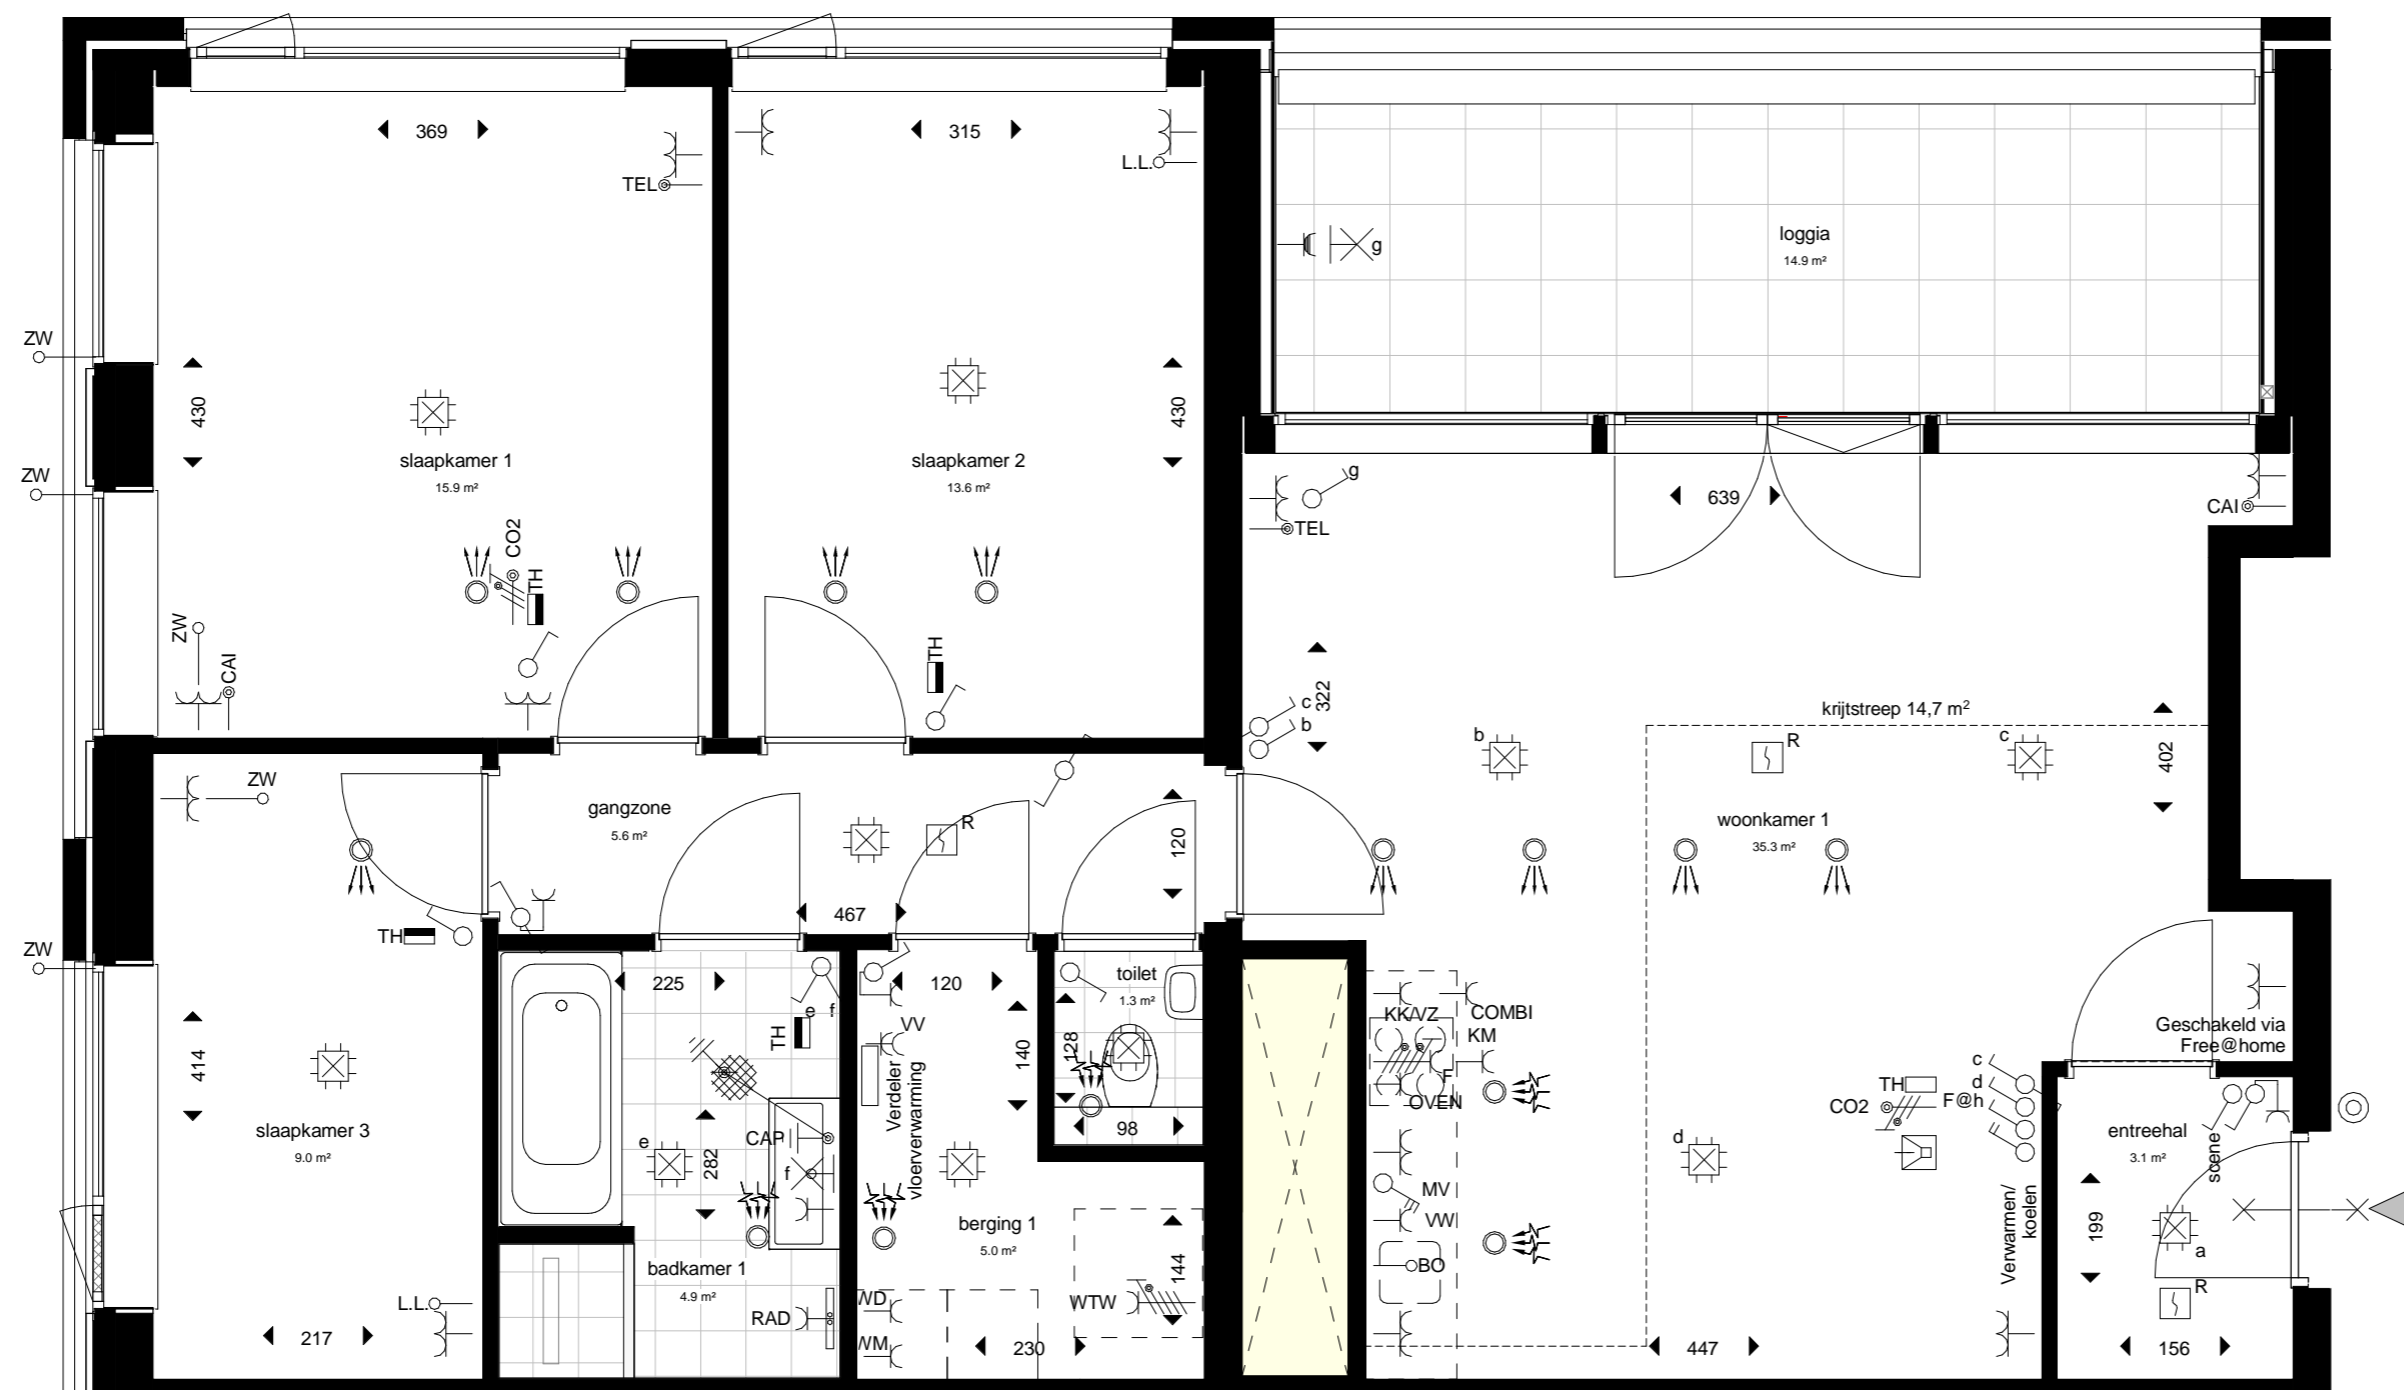 369
315
TEL
L.L.
loggia
14.9 m²
g
ZW
430
430
slaapkamer 1
15.9 m²
slaapkamer 2
13.6 m²
ZW
g
639
TEL
CAI
CO2
TH
ZW
CAI
TH
322
c
b
krijtstreep 14,7 m²
b
R
c
402
ZW
gangzone
5.6 m²
R
120
woonkamer 1
35.3 m²
467
TH
ZW
225
120
toilet
1.3 m²
e f
TH
VV
140
128
KK/VZ
COMBI
KM
F
OVEN
Geschakeld via
Free@home
414
Verdeler
vloerverwarming
98
TH
CO2
F@h
c
d
slaapkamer 3
9.0 m²
e
282
CAP
f
d
entreehal
3.1 m²
scene
berging 1
5.0 m²
MV
VW
BO
Verwarmen/
koelen
199
a
badkamer 1
4.9 m²
144
L.L.
RAD
WD
WTW
R
217
WM
230
447
156